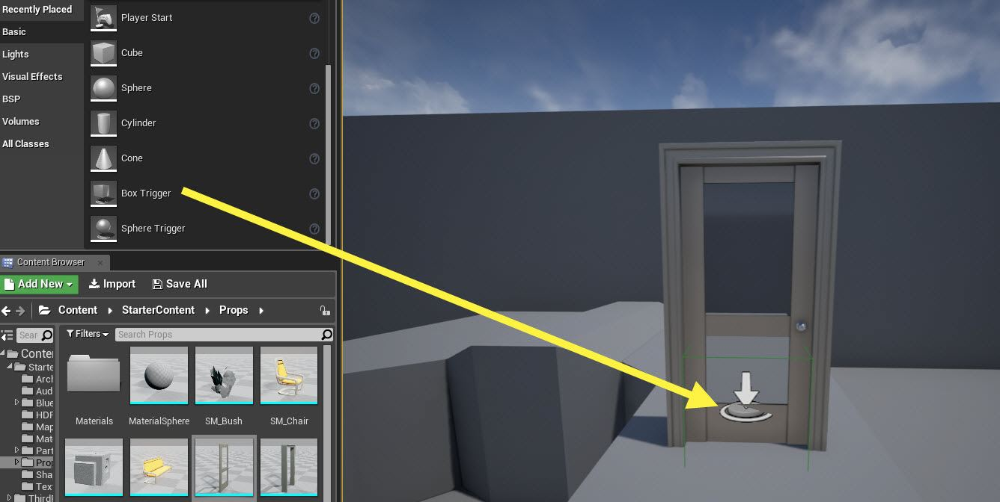 Recently Placed
Basic
Lights
Visual Effects
BSP
Volumes
All Classes
Player Start
Cube
Sphere
Cylinder
Cone
Box Trigger
Sphere Trigger
Content Browser
Add New
Import
Save All
Content
StarterContent
Props
Sear
Filters
Search Props
Conte
Starte
Arch
Aud
Blue
HDF
Map
Mate
Part
Prop
Sha
Text
Third
Materials
MaterialSphere
SM_Bush
SM_Chair